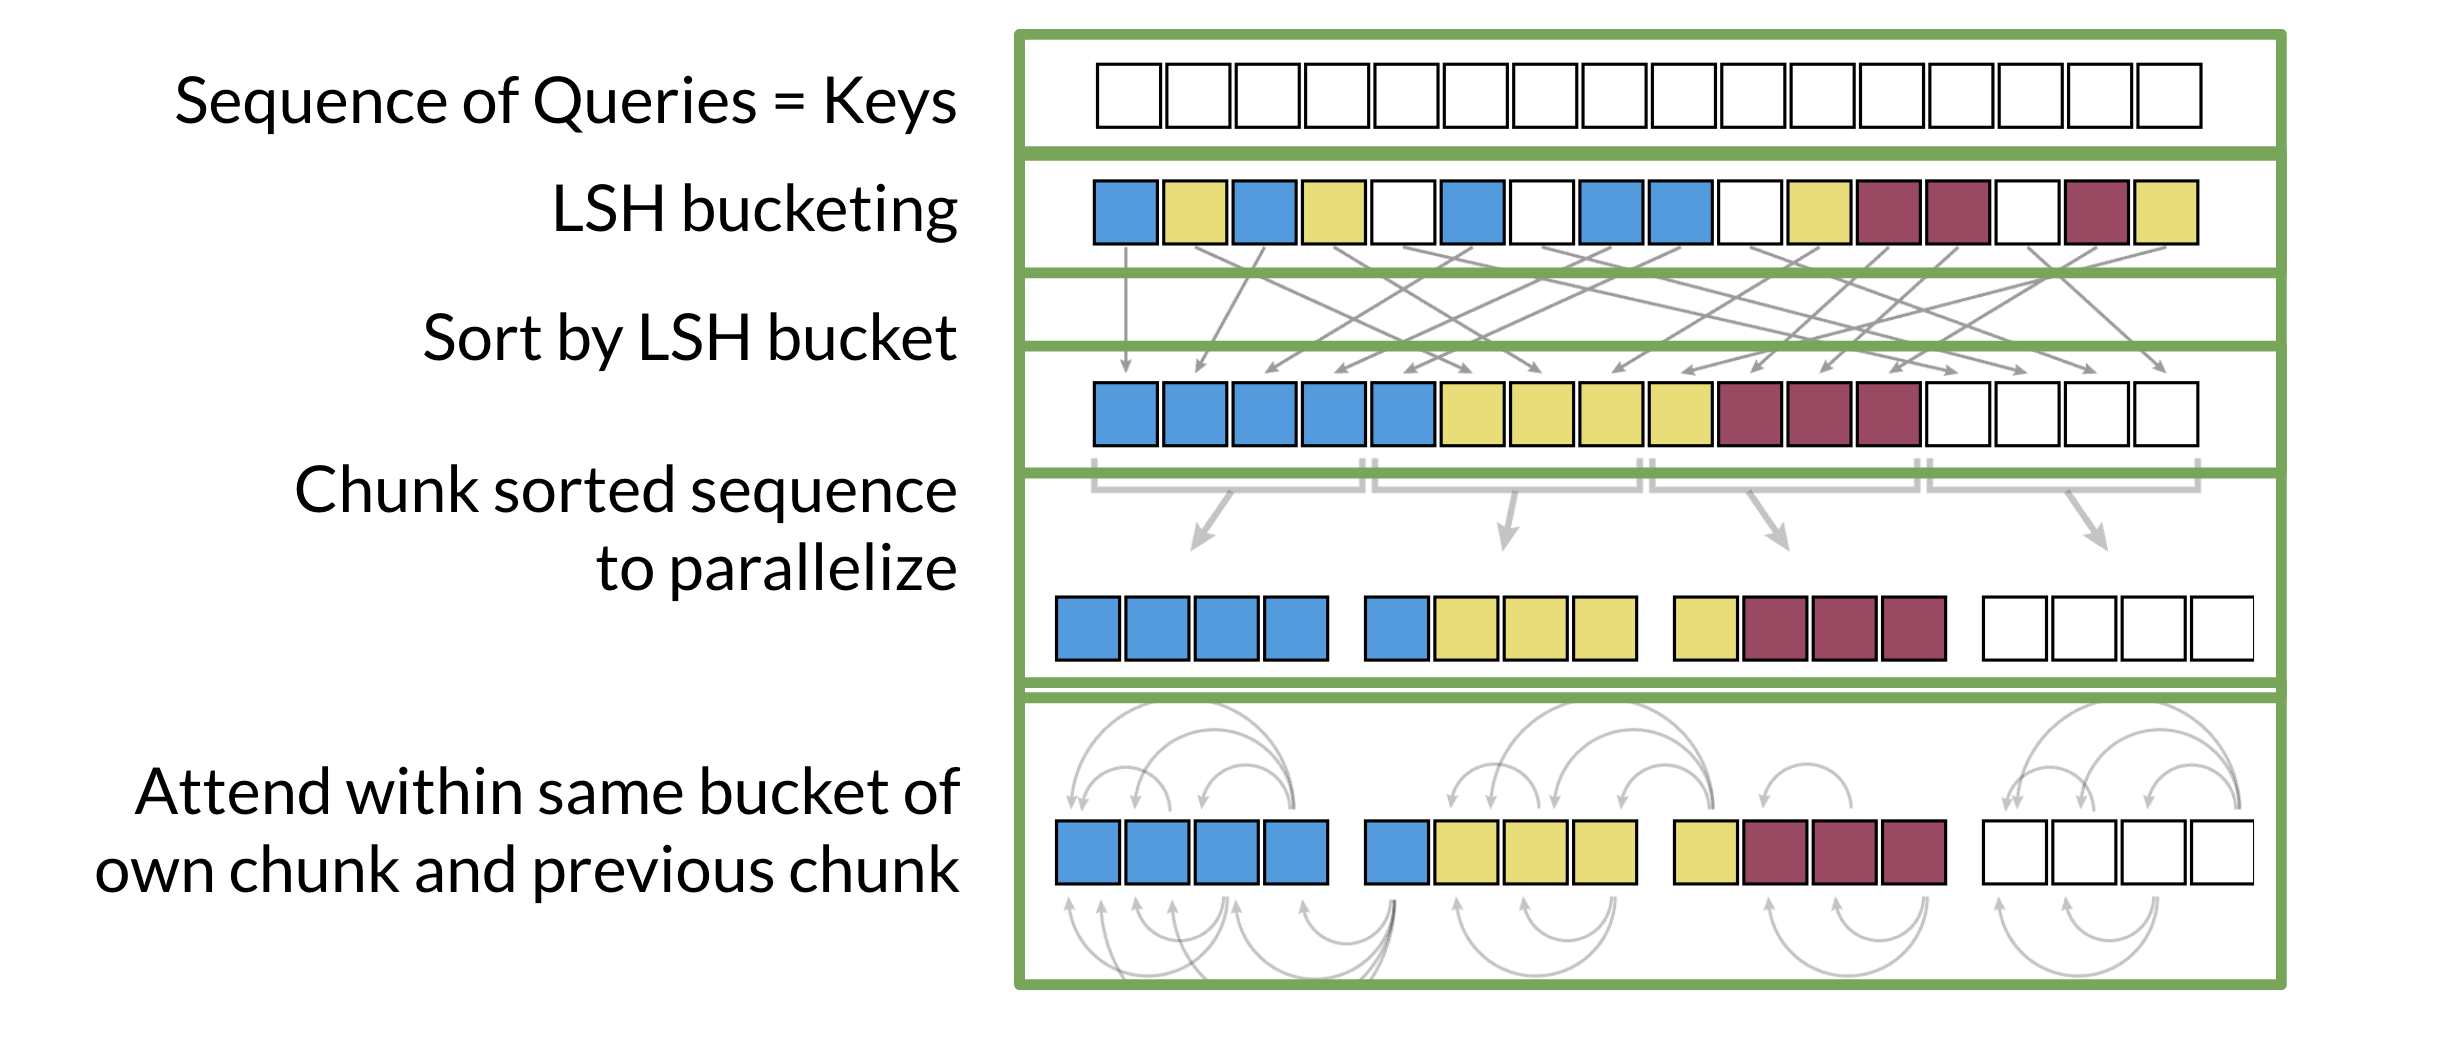 Sequence of Queries = Keys
LSH bucketing
Sort by LSH bucket
Chunk sorted sequence
to parallelize
Attend within same bucket of
own chunk and previous chunk